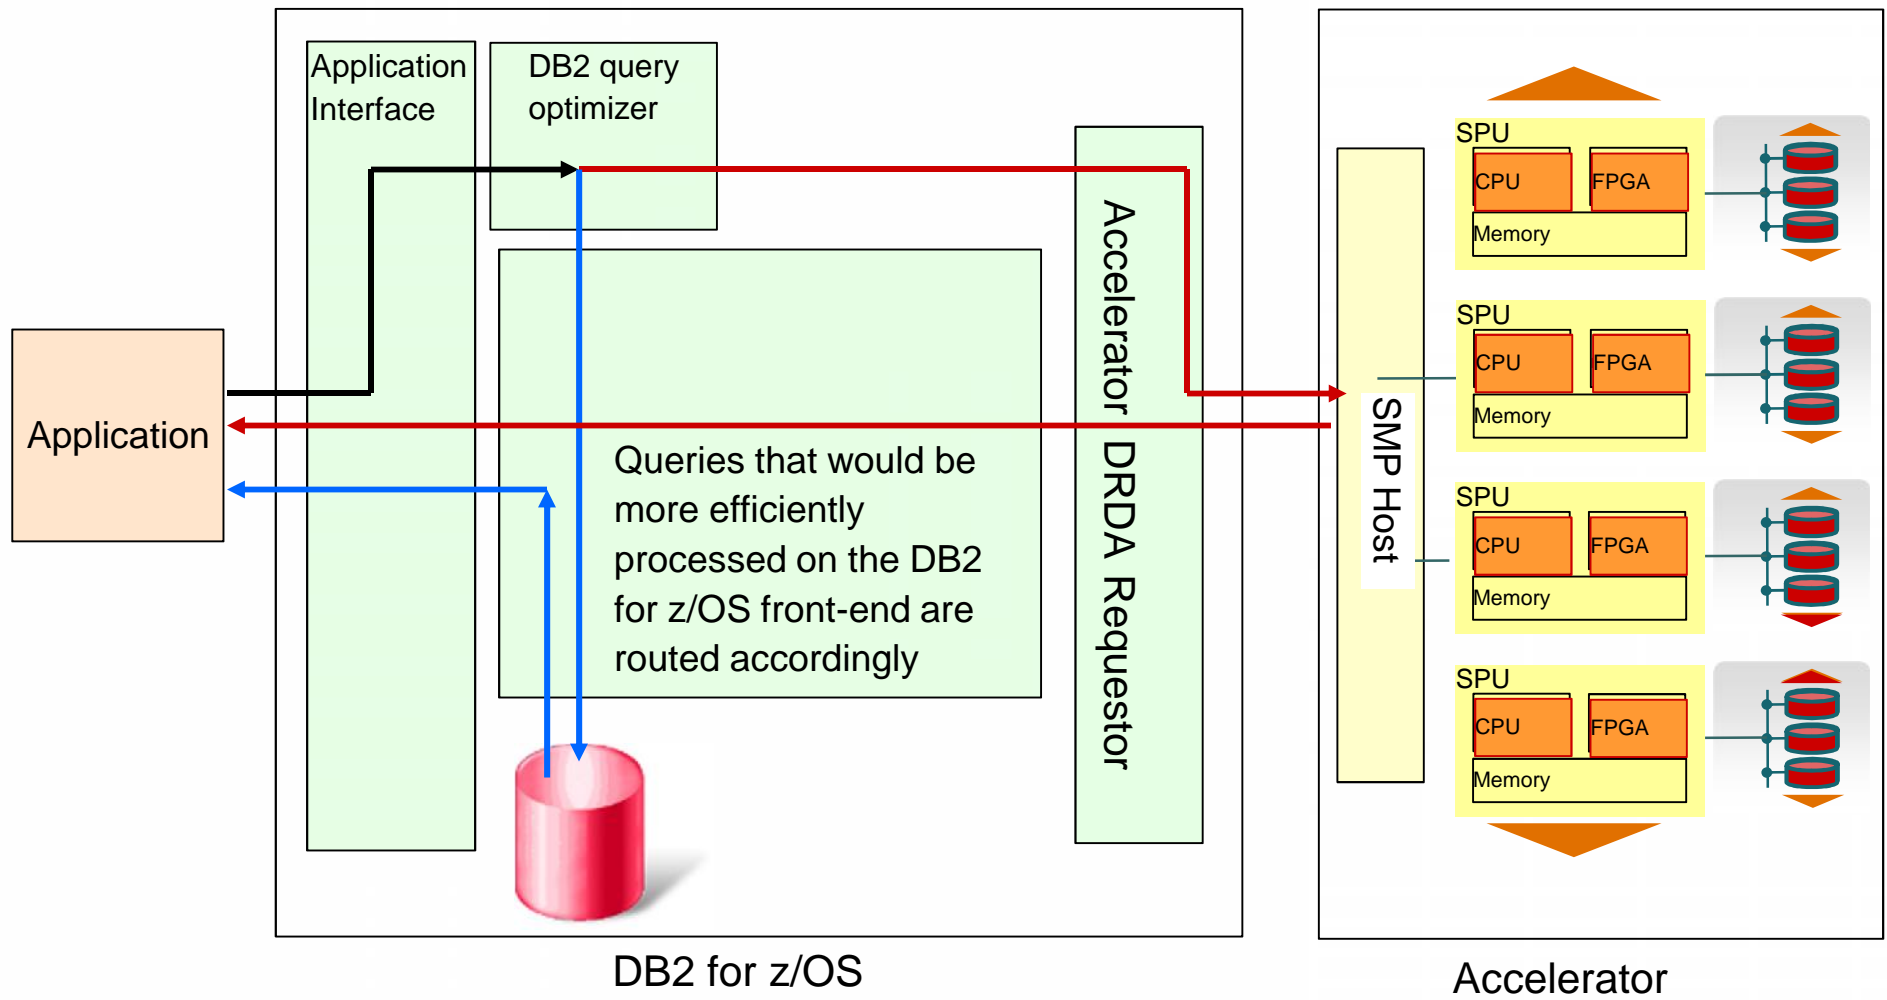 Application
Interface
DB2 query
optimizer
Application
Queries that would be
more efficiently
processed on the DB2
for z/OS front-end are
routed accordingly
Accelerator DRDA Requestor
SMP Host
SPU
CPU
FPGA
Memory
SPU
CPU
FPGA
Memory
SPU
CPU
FPGA
Memory
SPU
CPU
FPGA
Memory
DB2 for z/OS
Accelerator